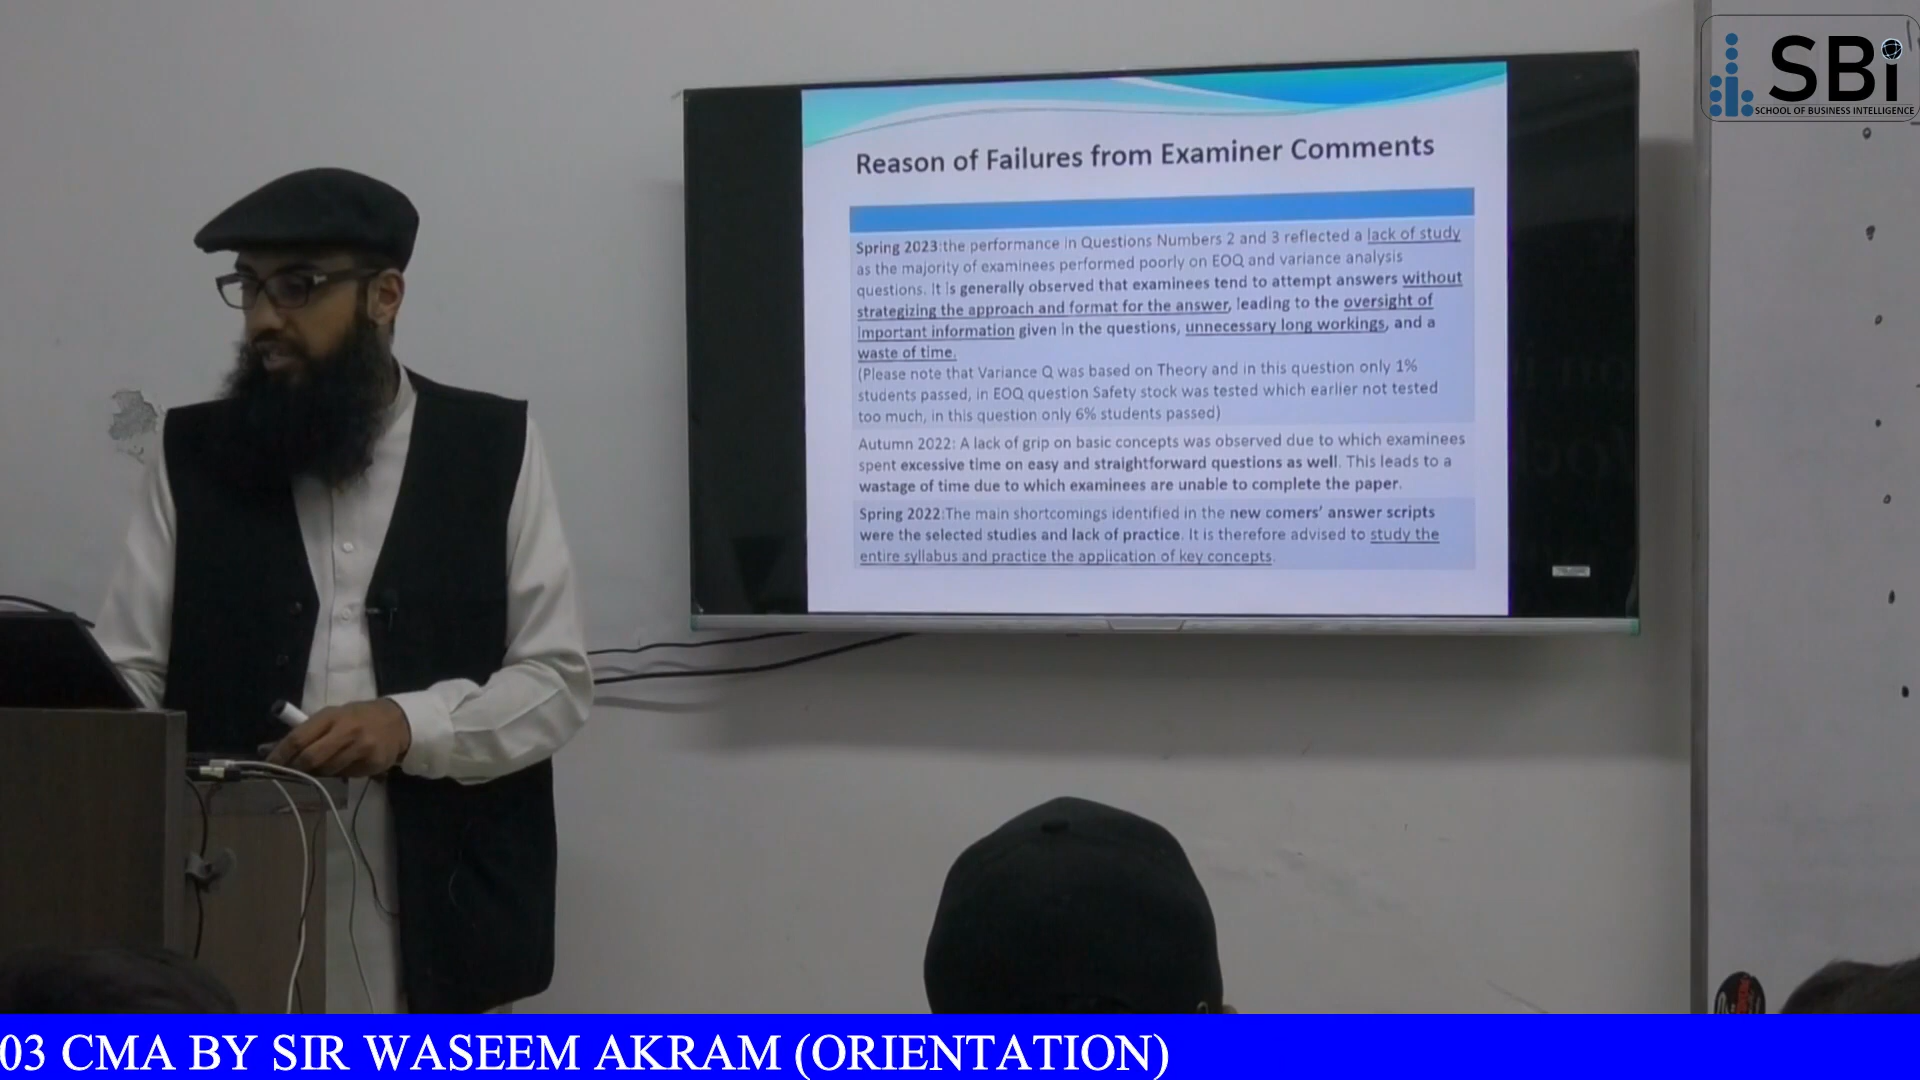 SBi
SCHOOL OF BUSINESS INTELLIGENCE
Reason of Failures from Examiner Comments
Spring 2023:the performance in Questions Numbers 2 and 3 reflected a lack of study
as the majority of examinees performed poorly on EOQ and variance analysis
questions. It is generally observed that examinees tend to attempt answers without
strategizing the approach and format for the answer, leading to the oversight of
important information given in the questions, unnecessary long workings, and a
waste of time.
(Please note that Variance Q was based on Theory and in this question only 1%
students passed, in EOQ question Safety stock was tested which earlier not tested
too much, in this question only 6% students passed)
Autumn 2022: A lack of grip on basic concepts was observed due to which examinees
spent excessive time on easy and straightforward questions as well. This leads to a
wastage of time due to which examinees are unable to complete the paper.
Spring 2022:The main shortcomings identified in the new comers' answer scripts
were the selected studies and lack of practice. It is therefore advised to study the
entire syllabus and practice the application of key concepts.
03 CMA BY SIR WASEEM AKRAM (ORIENTATION)